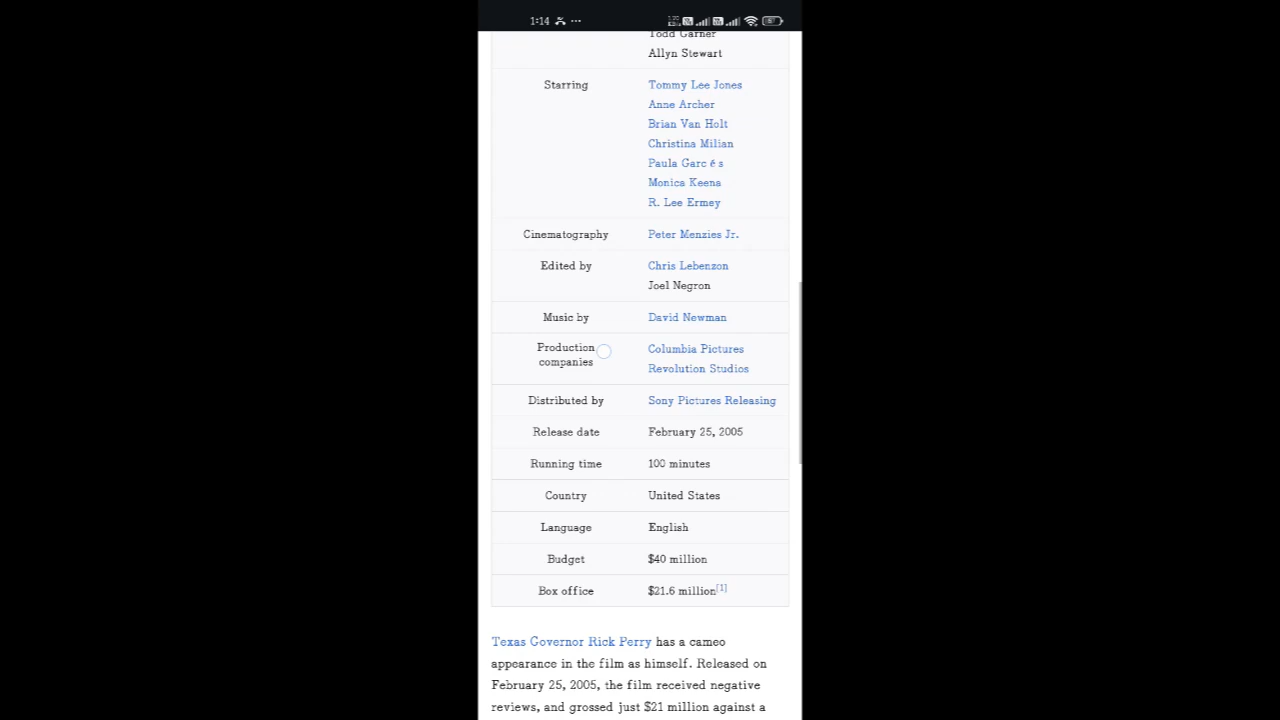 1:14
Todd Garner
Allyn Stewart
Starring
Tommy Lee Jones
Anne Archer
Brian Van Holt
Christina Milian
Paula Garc é s
Monica Keena
R. Lee Ermey
Cinematography
Peter Menzies Jr.
Edited by
Chris Lebenzon
Joel Negron
Music by
David Newman
Production
companies
Columbia Pictures
Revolution Studios
Distributed by
Sony Pictures Releasing
Release date
February 25, 2005
Running time
100 minutes
Country
United States
Language
English
Budget
$40 million
Box office
$21.6 million[1]
Texas Governor Rick Perry has a cameo
appearance in the film as himself. Released on
February 25, 2005, the film received negative
reviews, and grossed just $21 million against a